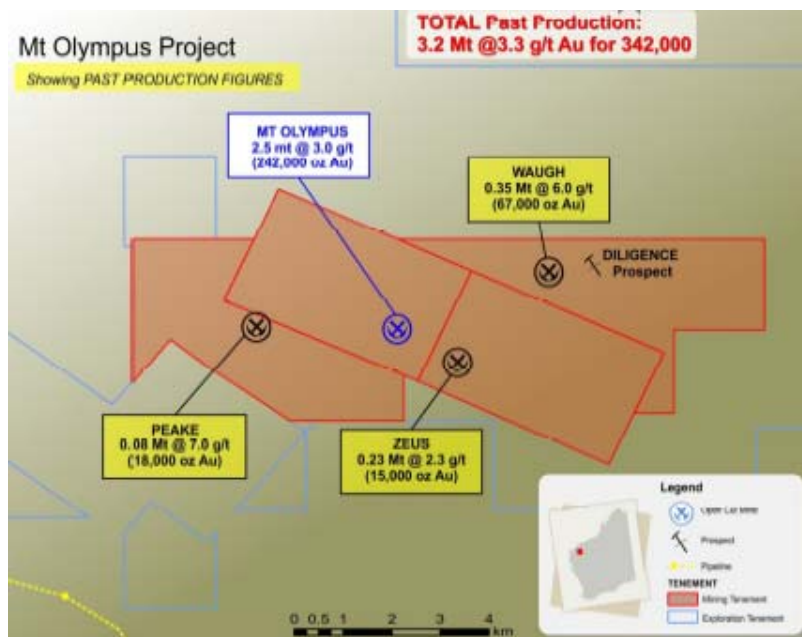 TOTAL Past Production:
3.2 Mt @3.3 g/t Au for 342,000
Mt Olympus Project
Showing PAST PRODUCTION FIGURES
MT OLYMPUS
2.5 mt @ 3.0 g/t
(242,000 oz Au)
WAUGH
0.35 Mt @ 6.0 g/t
(67,000 oz Au)
DILIGENCE
Prospect
PEAKE
0.08 Mt @ 7.0 g/t
(18,000 oz Au)
ZEUS
0.23 Mt @ 2.3 g/t
(15,000 oz Au)
Legend
Open Cut Mine
Prospect
Pipeline
TENEMENT
Mining Tenement
Exploration Tenement
0 0.5 1 2 3 4
km